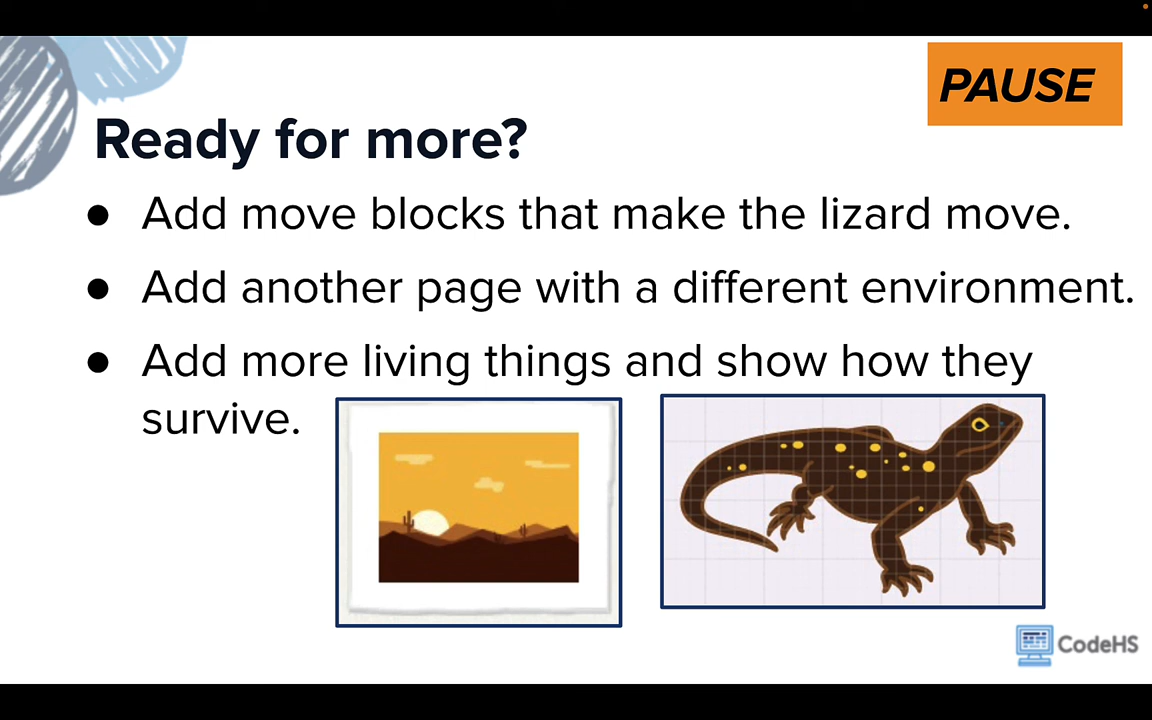 PAUSE
Ready for more?
● Add move blocks that make the lizard move.
● Add another page with a different environment.
● Add more living things and show how they
survive.
CodeHS